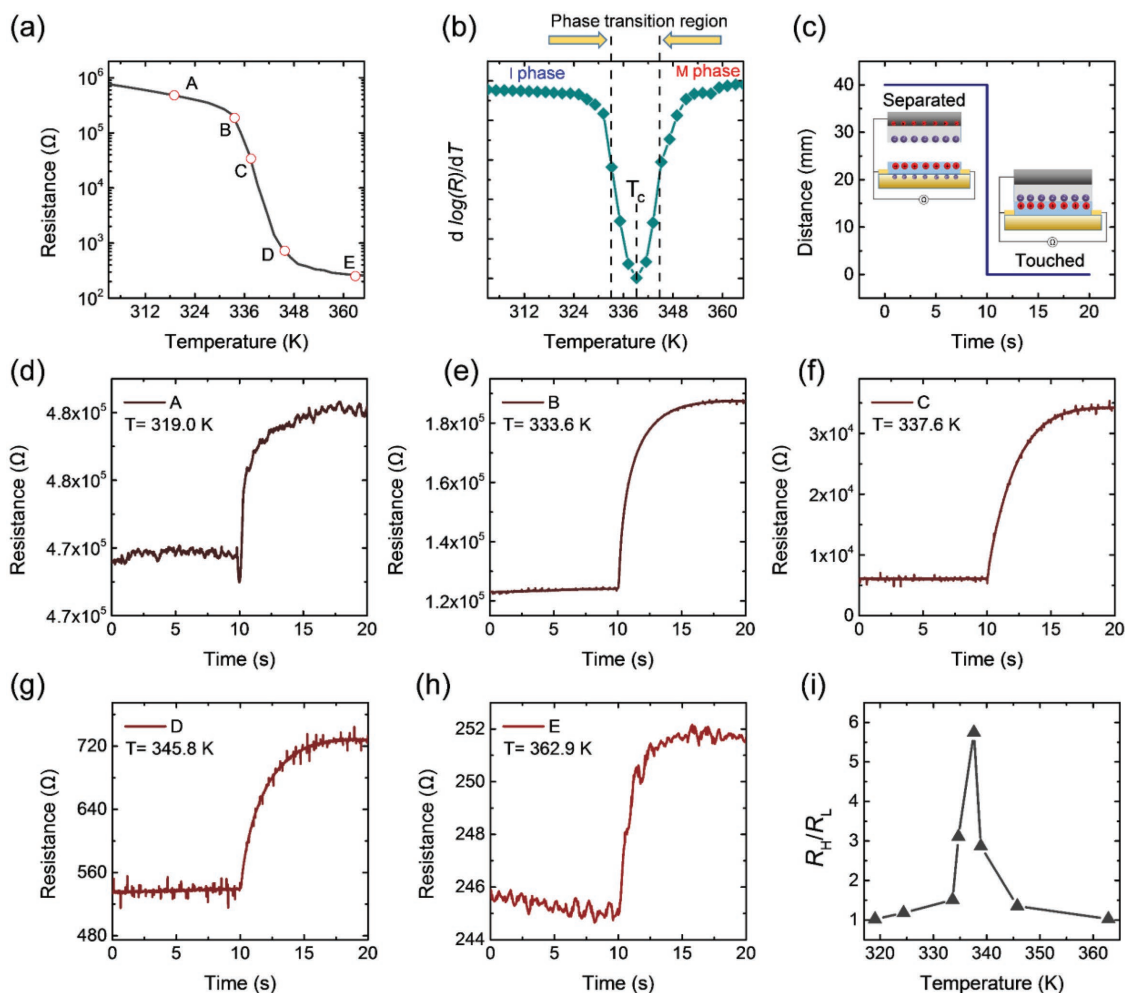 (a)
Resistance (Ω)
10⁶
10⁵
10⁴
10³
10²
A
B
C
D
E
312 324 336 348 360
Temperature (K)
(b)
Phase transition region
I phase
M phase
T_c
d log(R)/dT
312 324 336 348 360
Temperature (K)
(c)
Distance (mm)
40
30
20
10
0
Separated
Ω
Ω
Touched
0 5 10 15 20
Time (s)
(d)
Resistance (Ω)
4.8x10⁵
4.8x10⁵
4.7x10⁵
4.7x10⁵
A
T= 319.0 K
0 5 10 15 20
Time (s)
(e)
Resistance (Ω)
1.8x10⁵
1.6x10⁵
1.4x10⁵
1.2x10⁵
B
T= 333.6 K
0 5 10 15 20
Time (s)
(f)
Resistance (Ω)
3x10⁴
2x10⁴
1x10⁴
0
C
T= 337.6 K
0 5 10 15 20
Time (s)
(g)
Resistance (Ω)
720
640
560
480
D
T= 345.8 K
0 5 10 15 20
Time (s)
(h)
Resistance (Ω)
252
250
248
246
244
E
T= 362.9 K
0 5 10 15 20
Time (s)
(i)
R_H/R_L
6
5
4
3
2
1
320 330 340 350 360
Temperature (K)